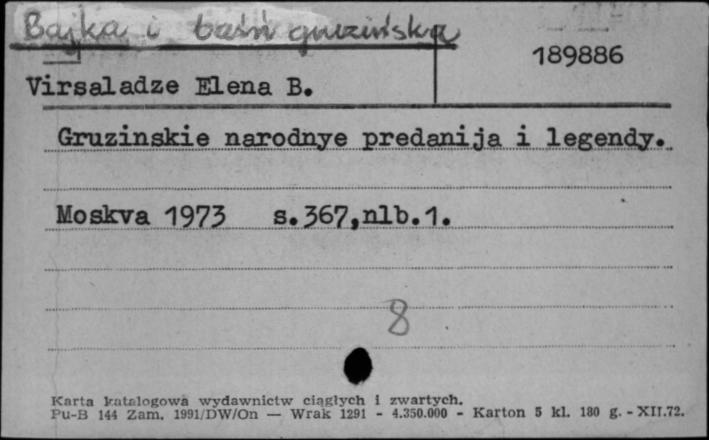 Bajka i baśń gruzińska
189886
Virsaladze Elena B.
Gruzinskie narodnye predanija i legendy.
Moskva 1973 s.367,nlb.1.
8
Karta katalogowa wydawnictw ciągłych i zwartych.
Pu-B 144 Zam. 1991/DW/On — Wrak 1291 - 4.350.000 - Karton 5 kl. 180 g. - XII.72.